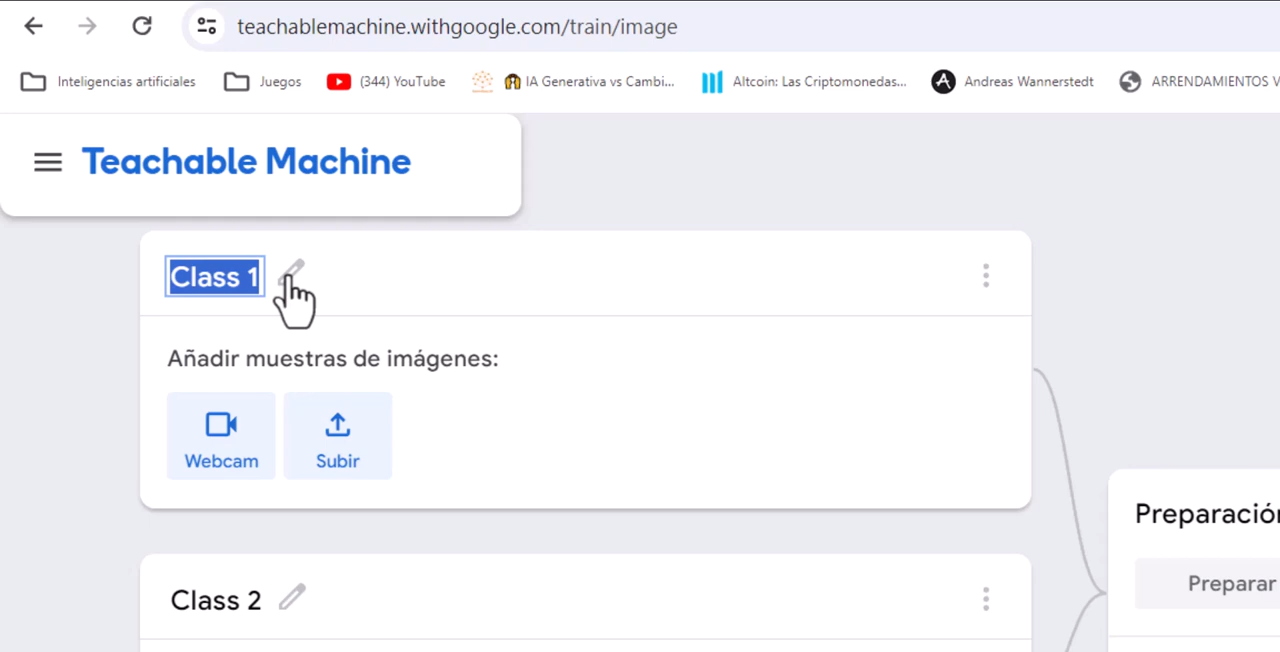 teachablemachine.withgoogle.com/train/image
Inteligencias artificiales Juegos (344) YouTube IA Generativa vs Cambi... Altcoin: Las Criptomonedas... A Andreas Wannerstedt ARRENDAMIENTOS V
Teachable Machine
Class 1
Añadir muestras de imágenes:
Webcam Subir
Preparación
Class 2
Preparar